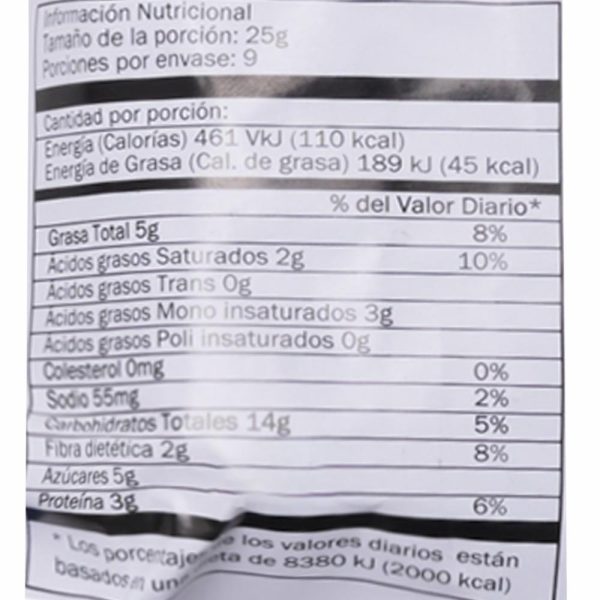 Información Nutricional
Tamaño de la porción: 25g
Porciones por envase: 9
Cantidad por porción:
Energía (Calorías) 461 VkJ (110 kcal)
Energía de Grasa (Cal. de grasa) 189 kJ (45 kcal)
% del Valor Diario*
Grasa Total 5g 8%
Ácidos grasos Saturados 2g 10%
Ácidos grasos Trans 0g
Ácidos grasos Mono insaturados 3g
Ácidos grasos Poli insaturados 0g
Colesterol 0mg 0%
Sodio 55mg 2%
Carbohidratos Totales 14g 5%
Fibra dietética 2g 8%
Azúcares 5g
Proteína 3g 6%
* Los porcentaje los valores diarios están
basados un de 8380 kJ (2000 kcal)